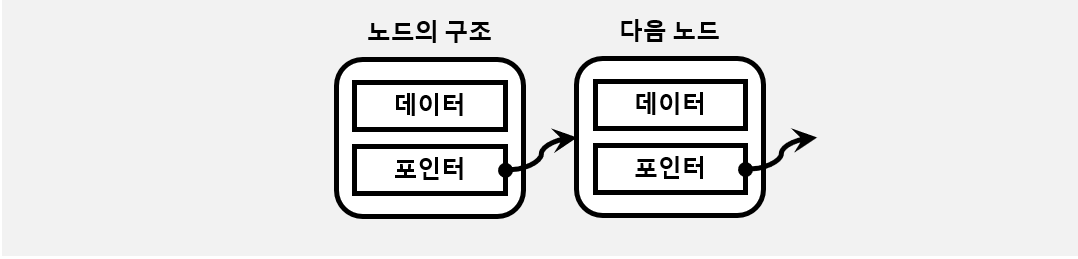 노드의 구조
다음 노드
데이터
데이터
포인터
포인터